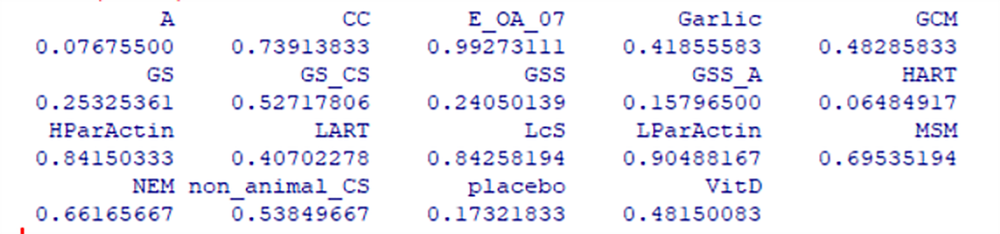 A CC E_OA_07 Garlic GCM
0.07675500 0.73913833 0.99273111 0.41855583 0.48285833
GS GS_CS GSS GSS_A HART
0.25325361 0.52717806 0.24050139 0.15796500 0.06484917
HParActin LART LcS LParActin MSM
0.84150333 0.40702278 0.84258194 0.90488167 0.69535194
NEM non_animal_CS placebo VitD
0.66165667 0.53849667 0.17321833 0.48150083